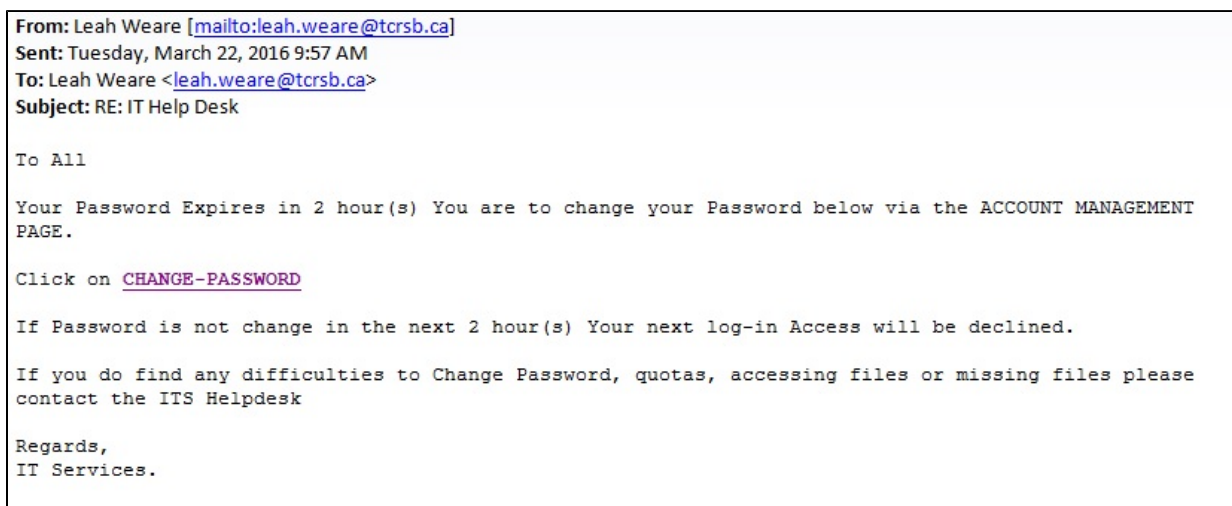 From: Leah Weare [mailto:leah.weare@tcrsb.ca]
Sent: Tuesday, March 22, 2016 9:57 AM
To: Leah Weare <leah.weare@tcrsb.ca>
Subject: RE: IT Help Desk
To All
Your Password Expires in 2 hour(s) You are to change your Password below via the ACCOUNT MANAGEMENT
PAGE.
Click on CHANGE-PASSWORD
If Password is not change in the next 2 hour(s) Your next log-in Access will be declined.
If you do find any difficulties to Change Password, quotas, accessing files or missing files please
contact the ITS Helpdesk
Regards,
IT Services.